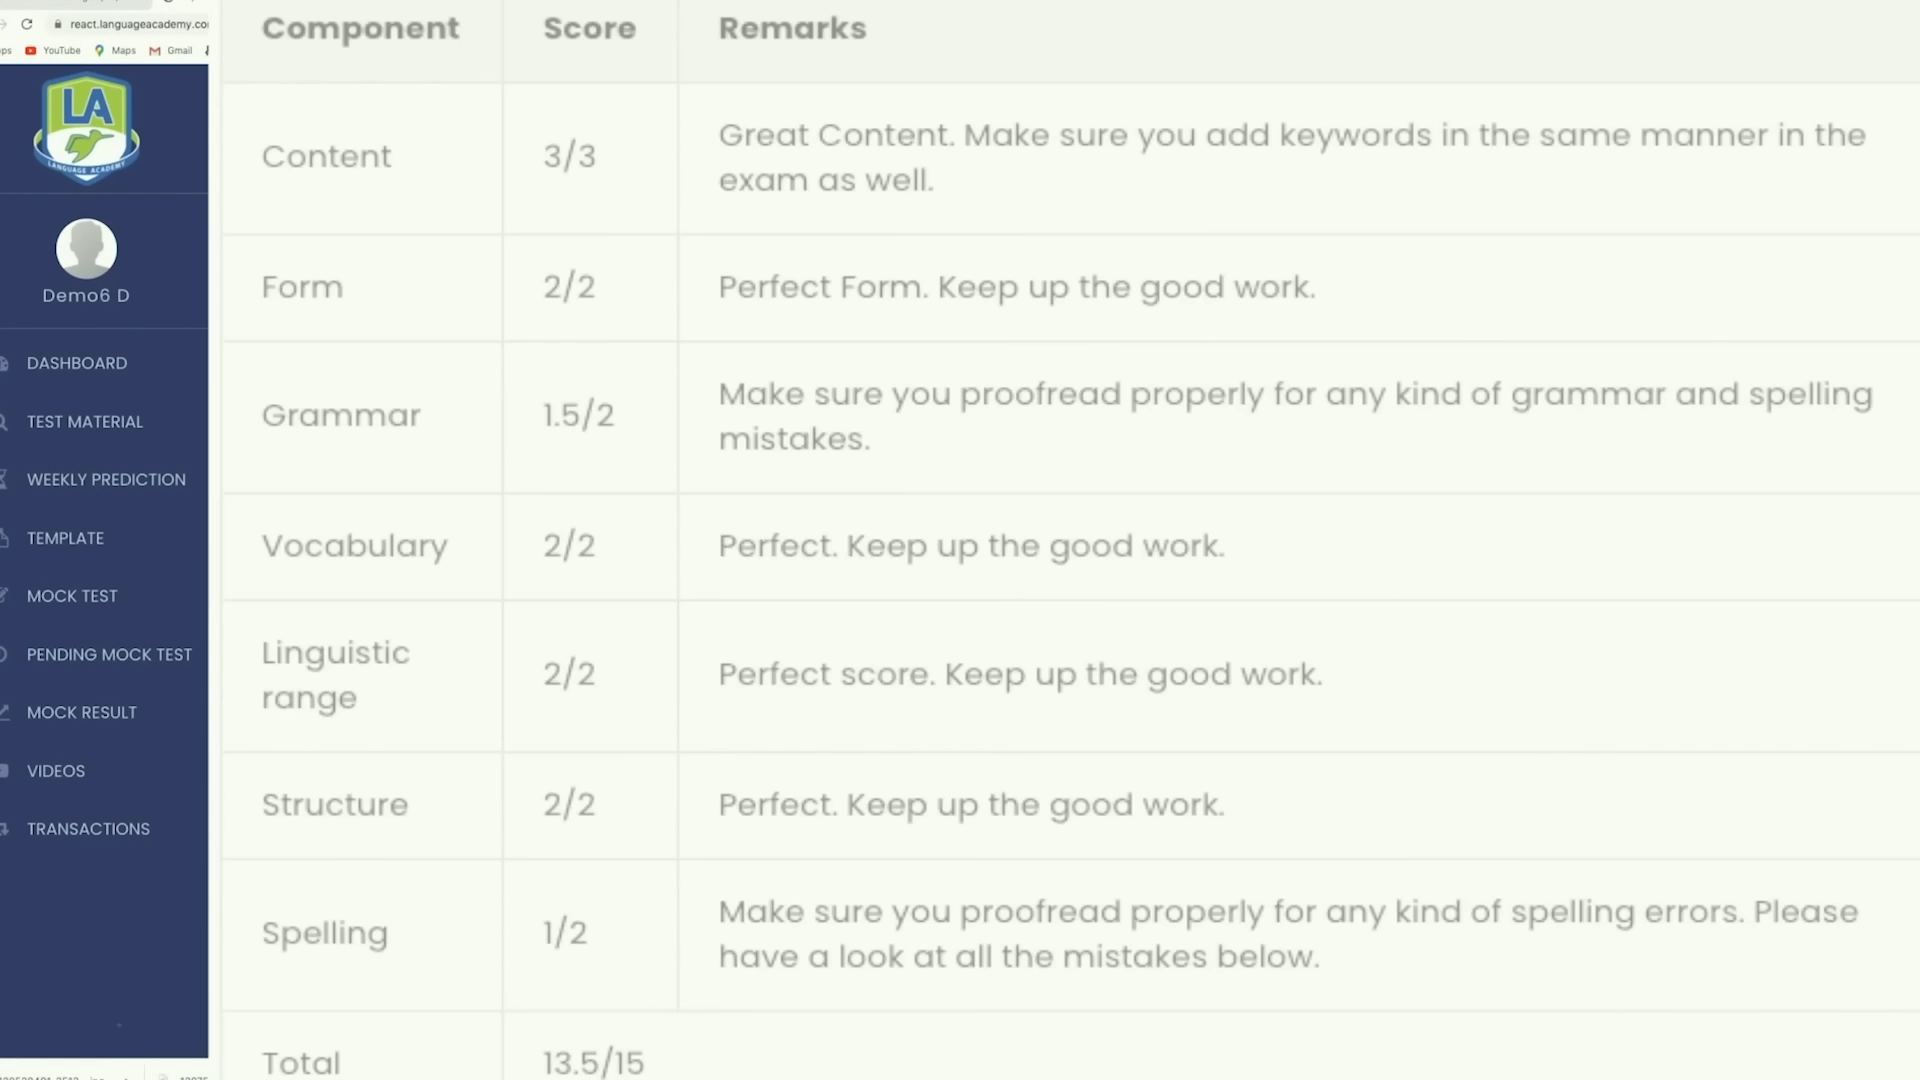 react.languageacademy.co
YouTube Maps Gmail
LA
LANGUAGE ACADEMY
Demo6 D
DASHBOARD
TEST MATERIAL
WEEKLY PREDICTION
TEMPLATE
MOCK TEST
PENDING MOCK TEST
MOCK RESULT
VIDEOS
TRANSACTIONS
Component Score Remarks
Content 3/3 Great Content. Make sure you add keywords in the same manner in the
exam as well.
Form 2/2 Perfect Form. Keep up the good work.
Grammar 1.5/2 Make sure you proofread properly for any kind of grammar and spelling
mistakes.
Vocabulary 2/2 Perfect. Keep up the good work.
Linguistic
range 2/2 Perfect score. Keep up the good work.
Structure 2/2 Perfect. Keep up the good work.
Spelling 1/2 Make sure you proofread properly for any kind of spelling errors. Please
have a look at all the mistakes below.
Total 13.5/15